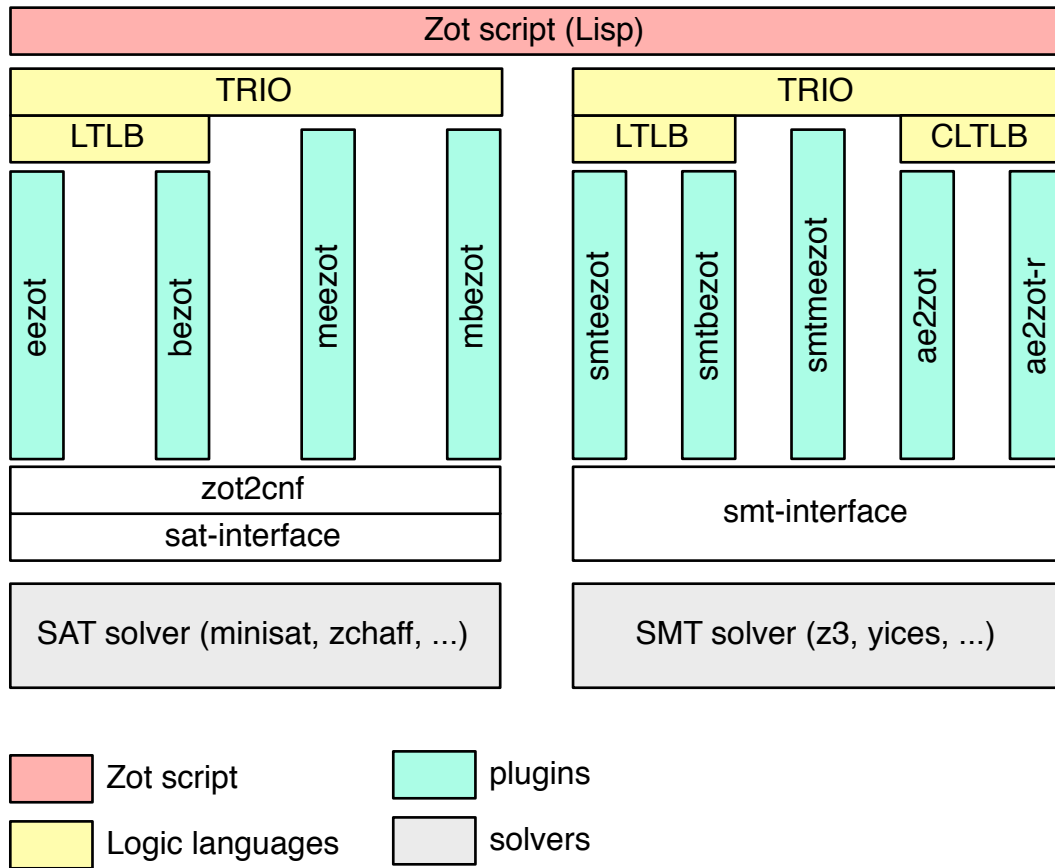 Zot script (Lisp)
TRIO
TRIO
LTLB
LTLB
CLTLB
eezot
bezot
meezot
mbezot
smteezot
smtbezot
smtmeezot
ae2zot
ae2zot-r
zot2cnf
sat-interface
smt-interface
SAT solver (minisat, zchaff, ...)
SMT solver (z3, yices, ...)
Zot script
plugins
Logic languages
solvers